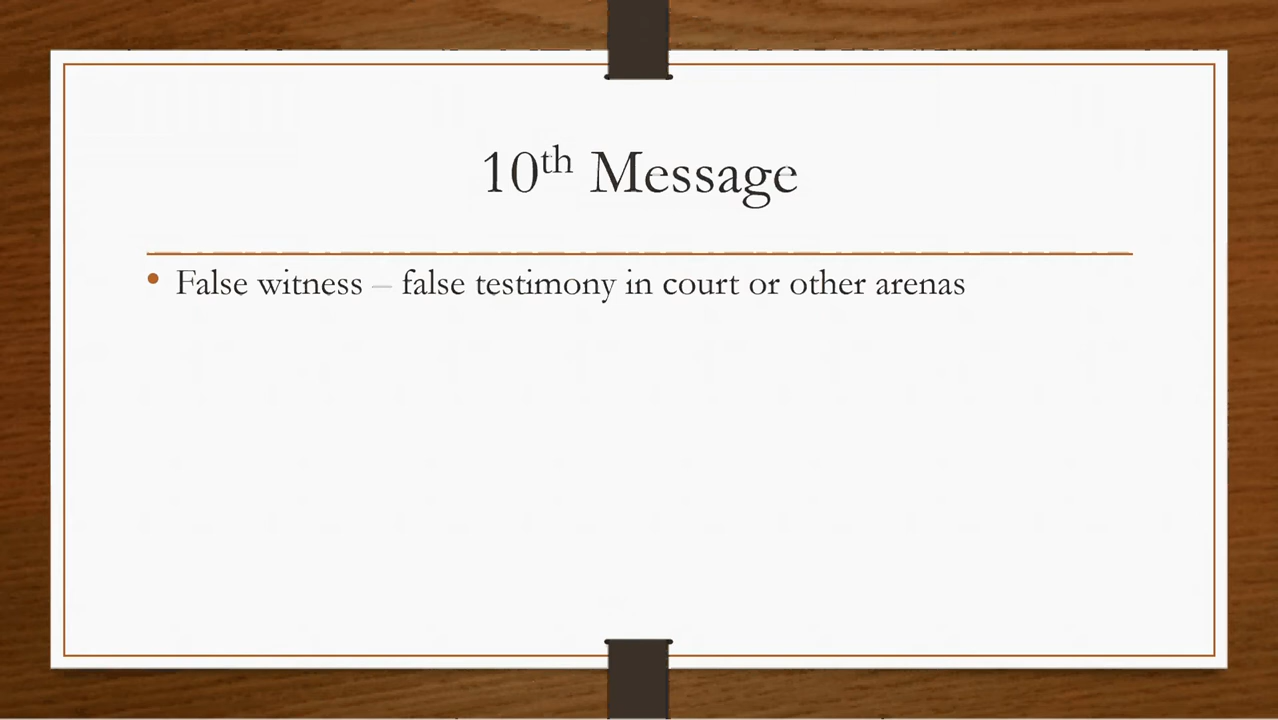 10th Message
• False witness – false testimony in court or other arenas